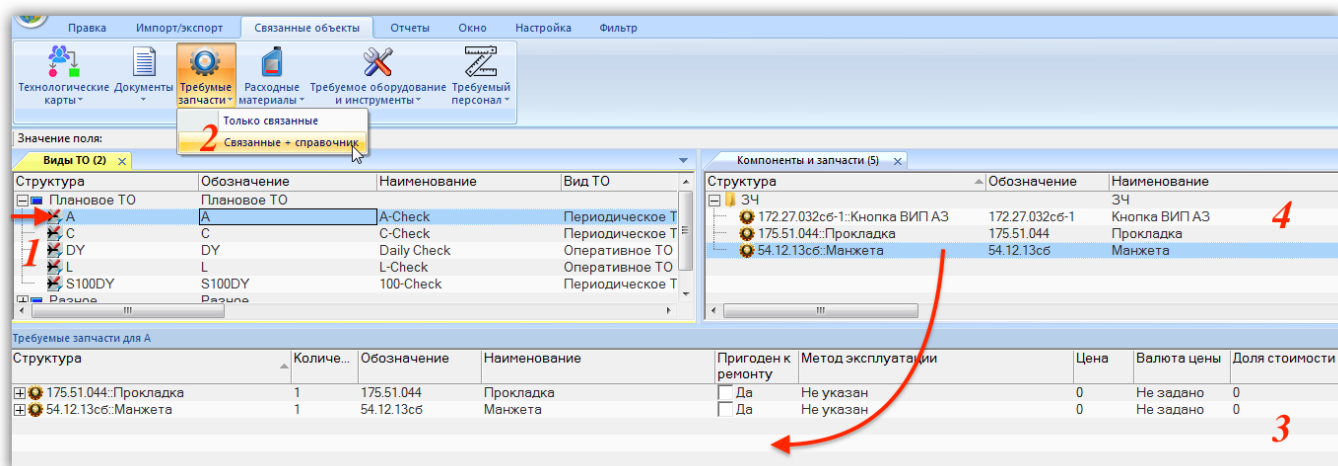 Правка Импорт/экспорт Связанные объекты Отчеты Окно Настройка Фильтр
Технологические карты Документы Требумые запчасти Расходные материалы Требуемое оборудование и инструменты Требуемый персонал
Только связанные
2 Связанные + справочник
Значение поля:
Виды ТО (2)
Структура Обозначение Наименование Вид ТО
Плановое ТО Плановое ТО
A A A-Check Периодическое Т
C C C-Check Периодическое Т
1 DY DY Daily Check Оперативное ТО
L L L-Check Оперативное ТО
S100DY S100DY 100-Check Периодическое Т
Разное Разное
Компоненты и запчасти (5)
Структура Обозначение Наименование
ЗЧ ЗЧ
172.27.032сб-1::Кнопка ВИП АЗ 172.27.032сб-1 Кнопка ВИП АЗ 4
175.51.044::Прокладка 175.51.044 Прокладка
54.12.13сб::Манжета 54.12.13сб Манжета
Требуемые запчасти для A
Структура Количе... Обозначение Наименование Пригоден к ремонту Метод эксплуатации Цена Валюта цены Доля стоимости
175.51.044::Прокладка 1 175.51.044 Прокладка Да Не указан 0 Не задано 0
54.12.13сб::Манжета 1 54.12.13сб Манжета Да Не указан 0 Не задано 0
3